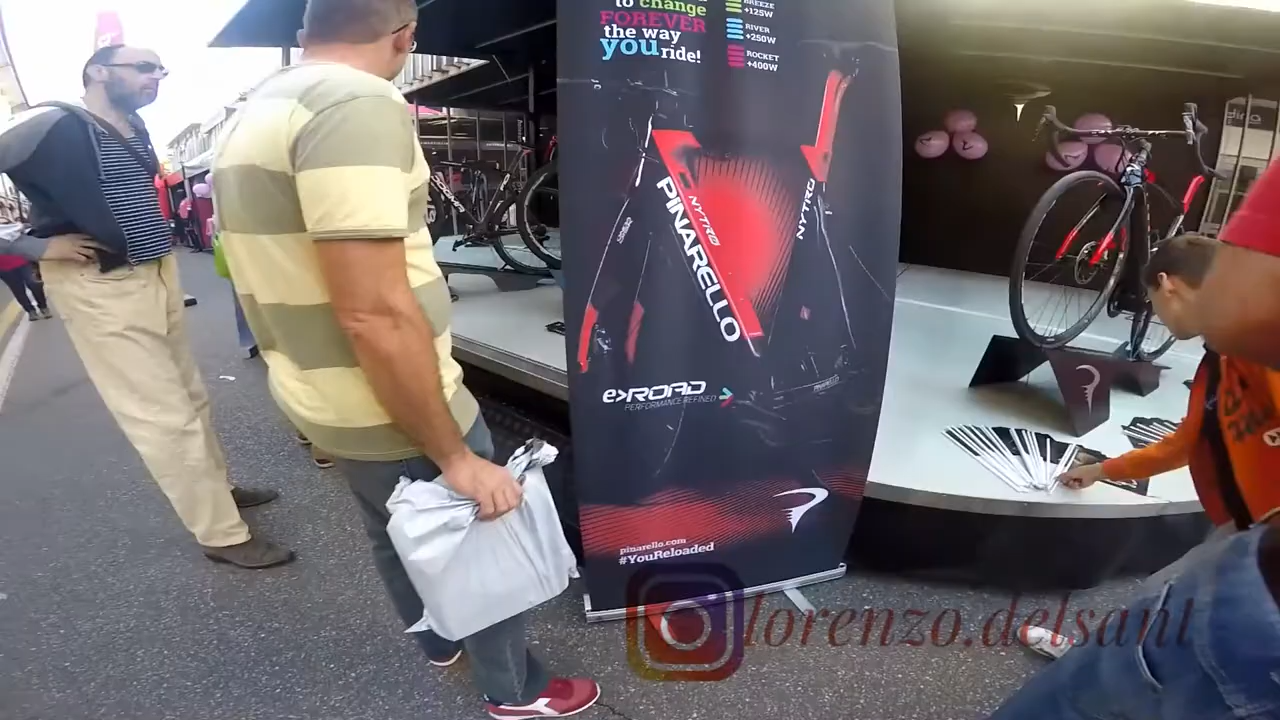 to change
FOREVER
the way
you ride!
BREEZE
+125W
RIVER
+250W
ROCKET
+400W
NYTRO
PINARELLO
NYTRO
e>ROAD
PERFORMANCE REFINED
pinarello.com
#YouReloaded
lorenzo.delsant